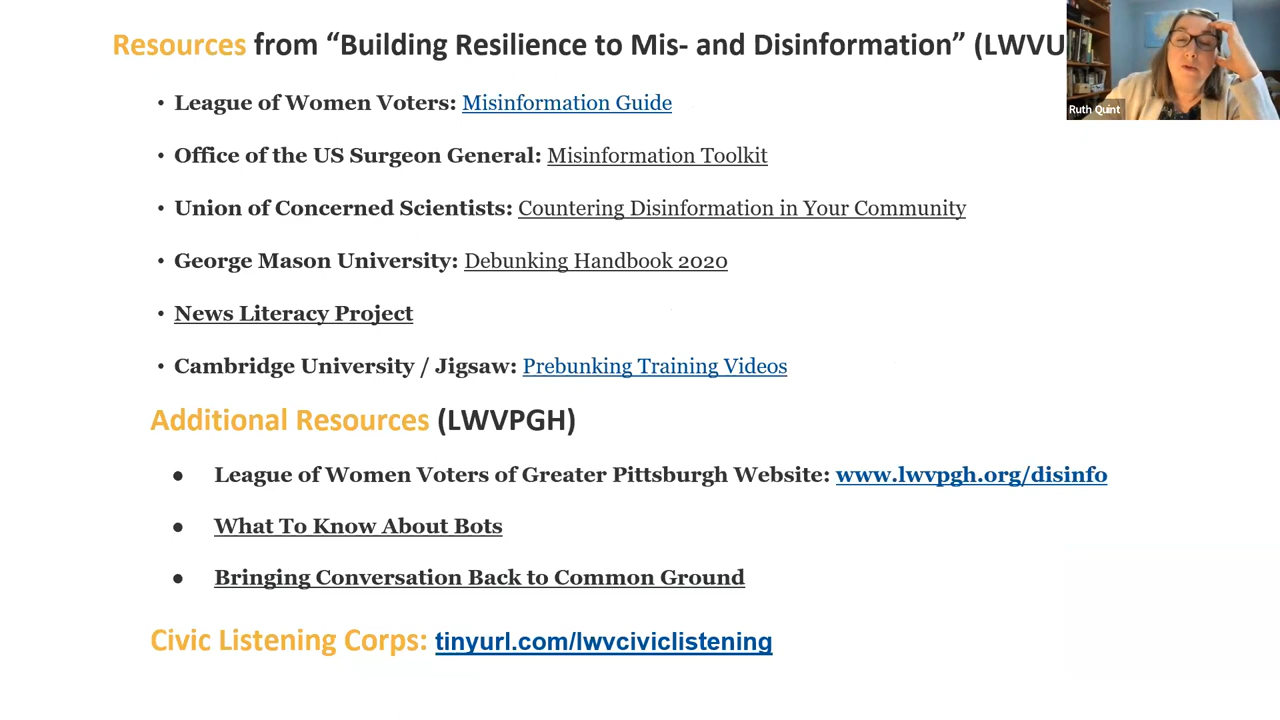 Resources from “Building Resilience to Mis- and Disinformation” (LWVU
Ruth Quint
• League of Women Voters: Misinformation Guide
• Office of the US Surgeon General: Misinformation Toolkit
• Union of Concerned Scientists: Countering Disinformation in Your Community
• George Mason University: Debunking Handbook 2020
• News Literacy Project
• Cambridge University / Jigsaw: Prebunking Training Videos
Additional Resources (LWVPGH)
● League of Women Voters of Greater Pittsburgh Website: www.lwvpgh.org/disinfo
● What To Know About Bots
● Bringing Conversation Back to Common Ground
Civic Listening Corps: tinyurl.com/lwvciviclistening